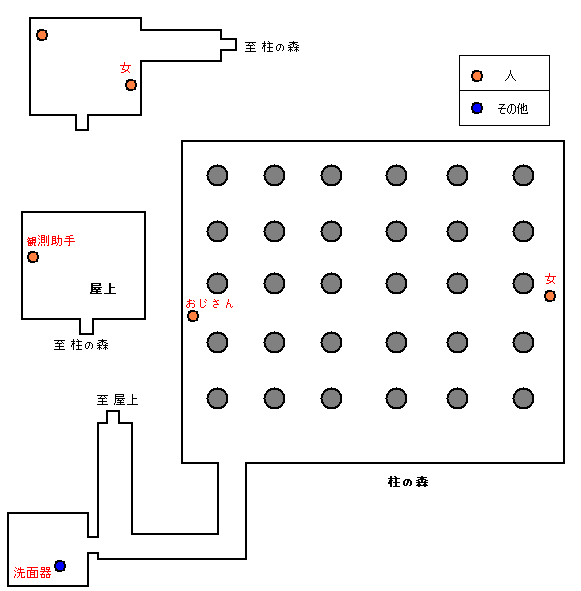 至 柱の森
女
人
その他
観測助手
屋上
至 柱の森
女
おじさん
至 屋上
柱の森
洗面器